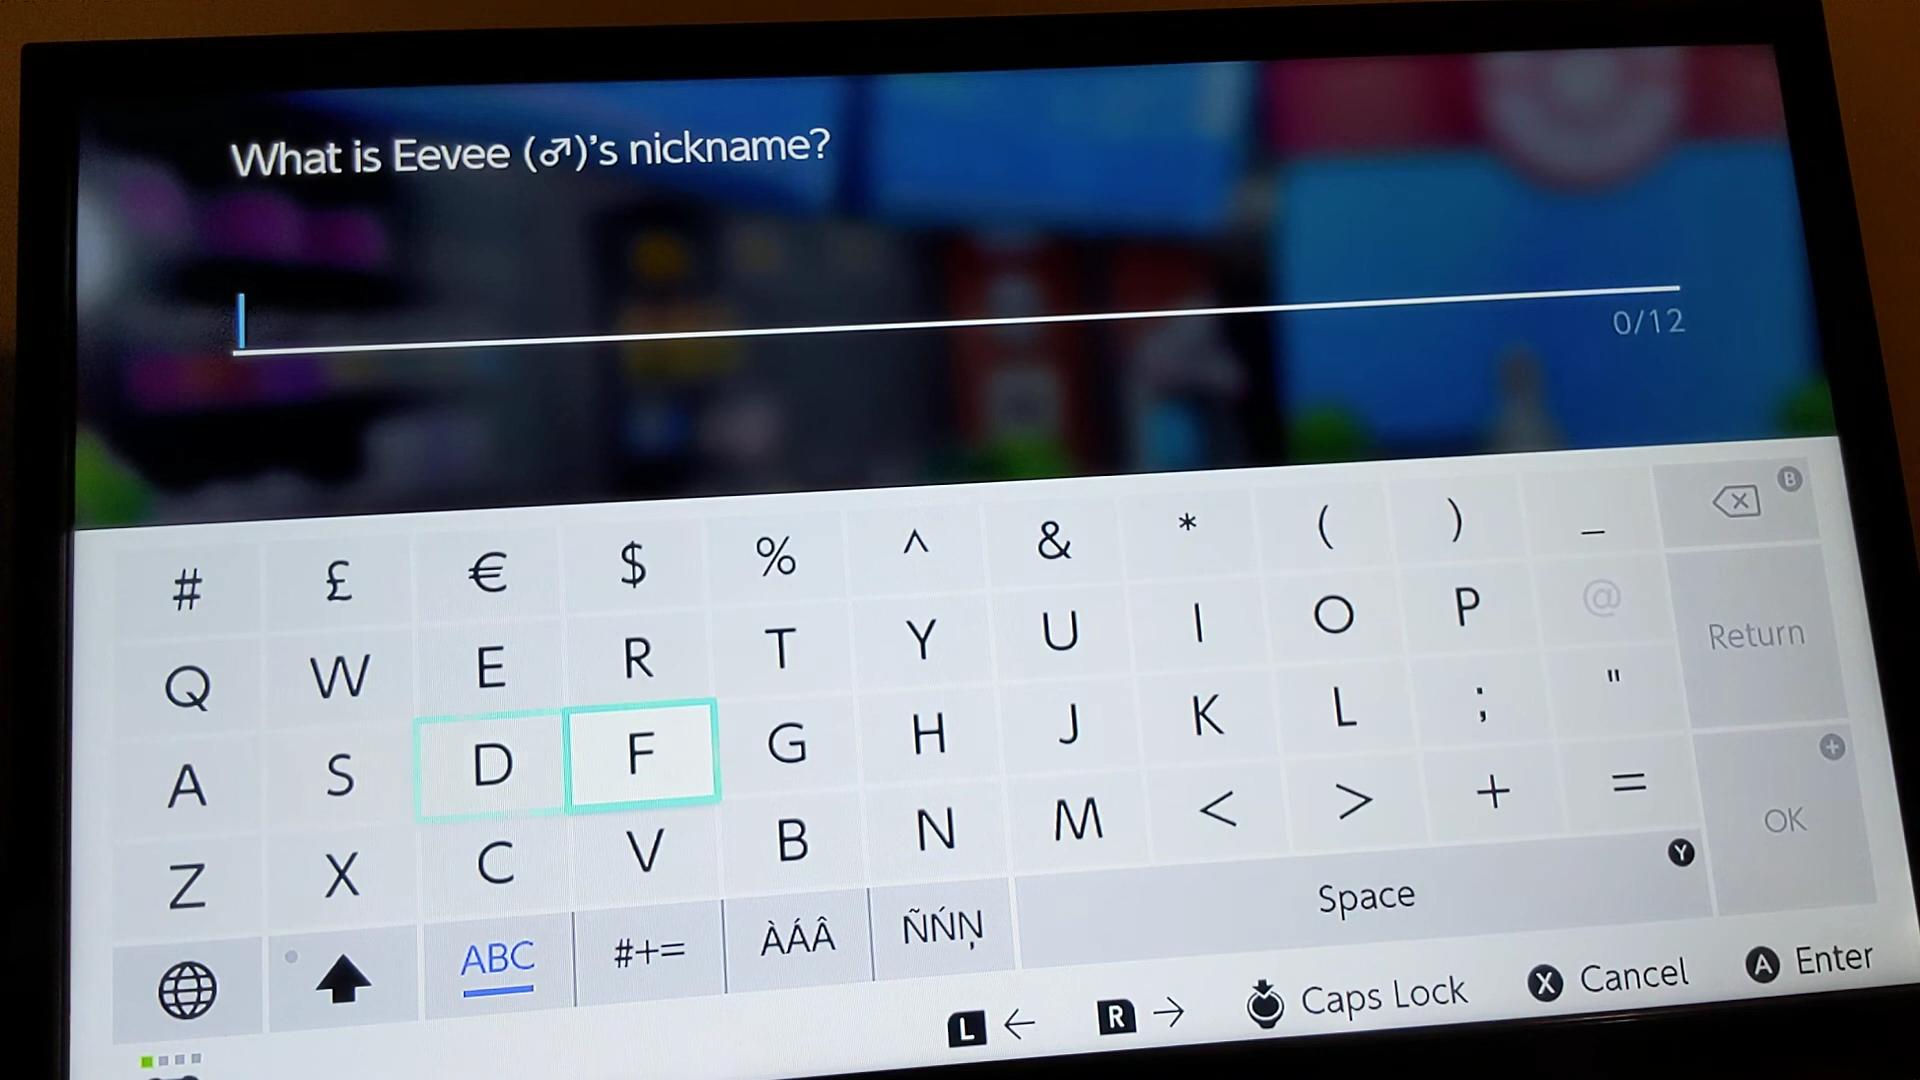 What is Eevee (♂)'s nickname?
0/12
# £ € $ % ^ & * ( ) _ B
Q W E R T Y U I O P @ Return
A S D F G H J K L ; " +
Z X C V B N M < > + = OK
ABC #+= ÀÁÂ ÑŃŅ Space Y
L ← R → Caps Lock X Cancel A Enter